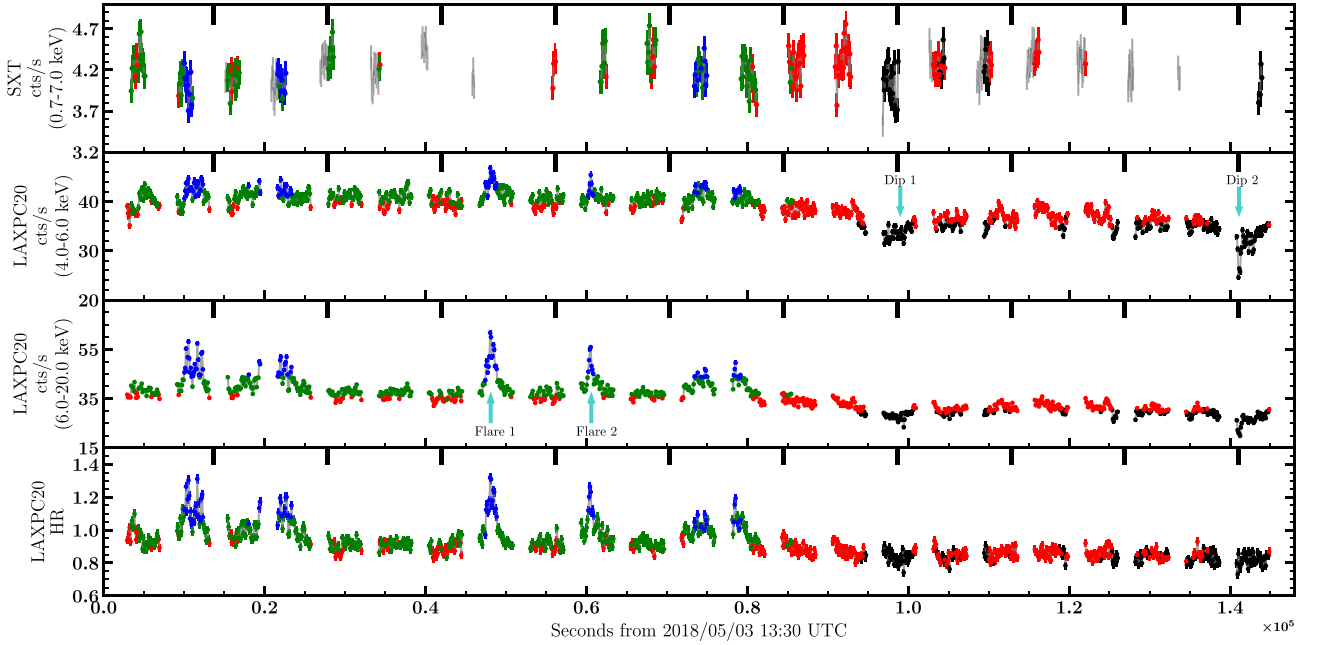 SXT
cts/s
(0.7-7.0 keV)
4.7
4.2
3.7
3.2
LAXPC20
cts/s
(4.0-6.0 keV)
40
30
20
Dip 1
Dip 2
LAXPC20
cts/s
(6.0-20.0 keV)
55
35
15
Flare 1
Flare 2
LAXPC20
HR
1.4
1.2
1.0
0.8
0.6
0.0 0.2 0.4 0.6 0.8 1.0 1.2 1.4
×10⁵
Seconds from 2018/05/03 13:30 UTC